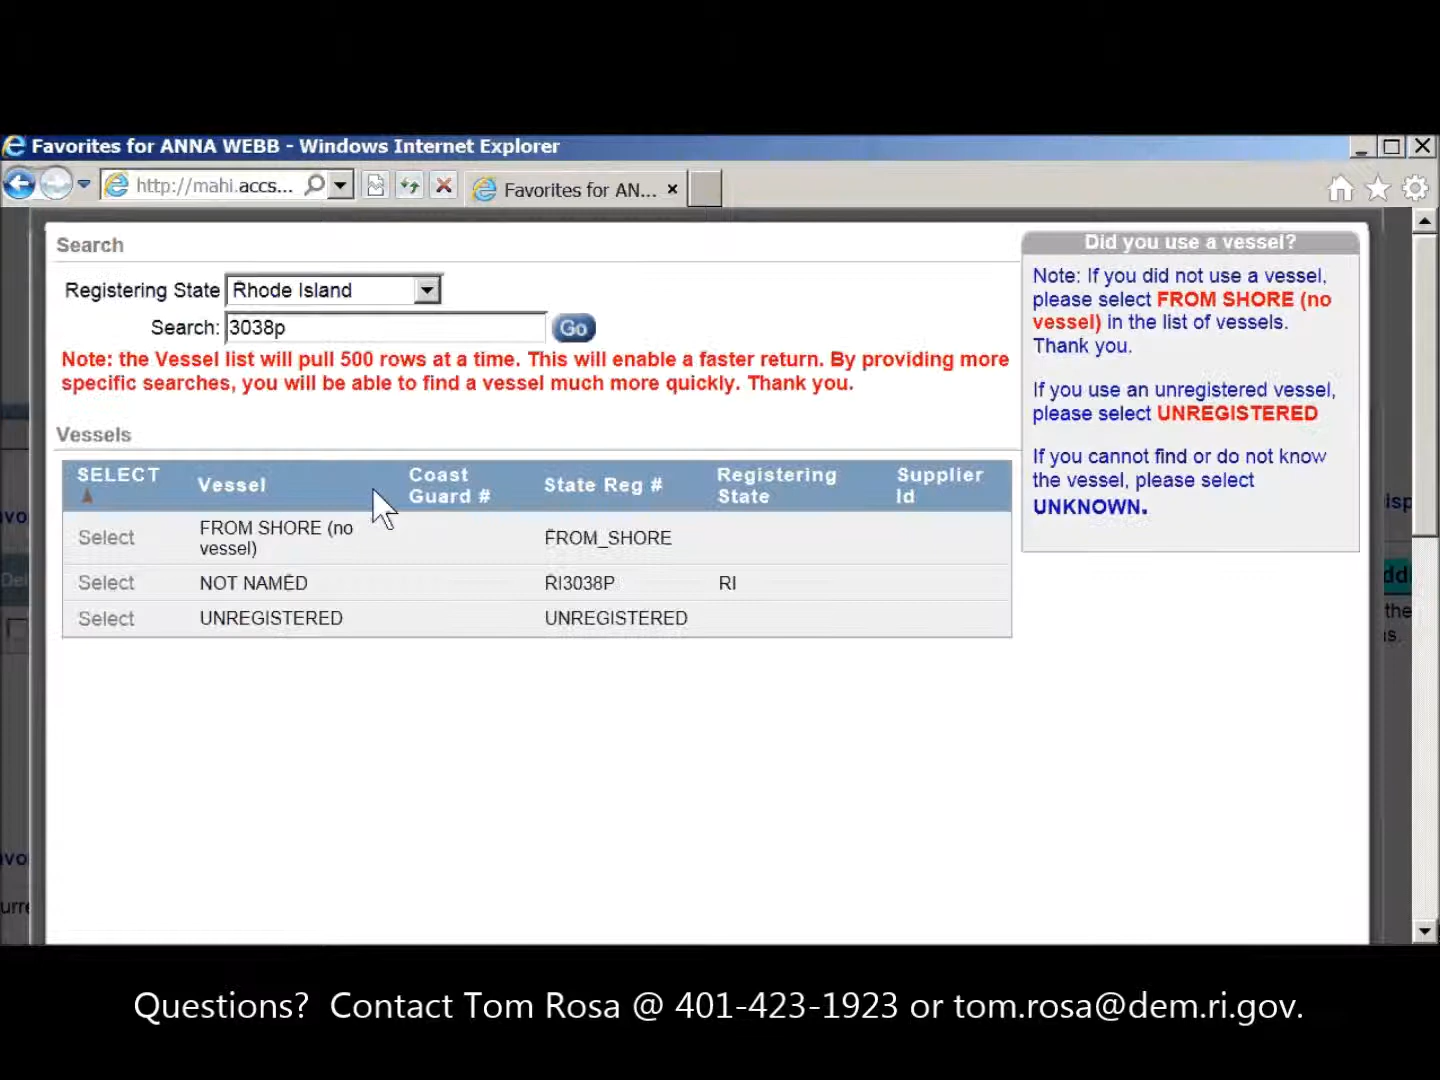 Favorites for ANNA WEBB - Windows Internet Explorer
http://mahi.accs...
Favorites for AN...
Search
Registering State Rhode Island
Search: 3038p Go
Note: the Vessel list will pull 500 rows at a time. This will enable a faster return. By providing more
specific searches, you will be able to find a vessel much more quickly. Thank you.
Vessels
SELECT Vessel Coast Guard # State Reg # Registering State Supplier Id
Select FROM SHORE (no vessel) FROM_SHORE
Select NOT NAMED RI3038P RI
Select UNREGISTERED UNREGISTERED
Did you use a vessel?
Note: If you did not use a vessel,
please select FROM SHORE (no
vessel) in the list of vessels.
Thank you.
If you use an unregistered vessel,
please select UNREGISTERED
If you cannot find or do not know
the vessel, please select
UNKNOWN.
the
Questions? Contact Tom Rosa @ 401-423-1923 or tom.rosa@dem.ri.gov.